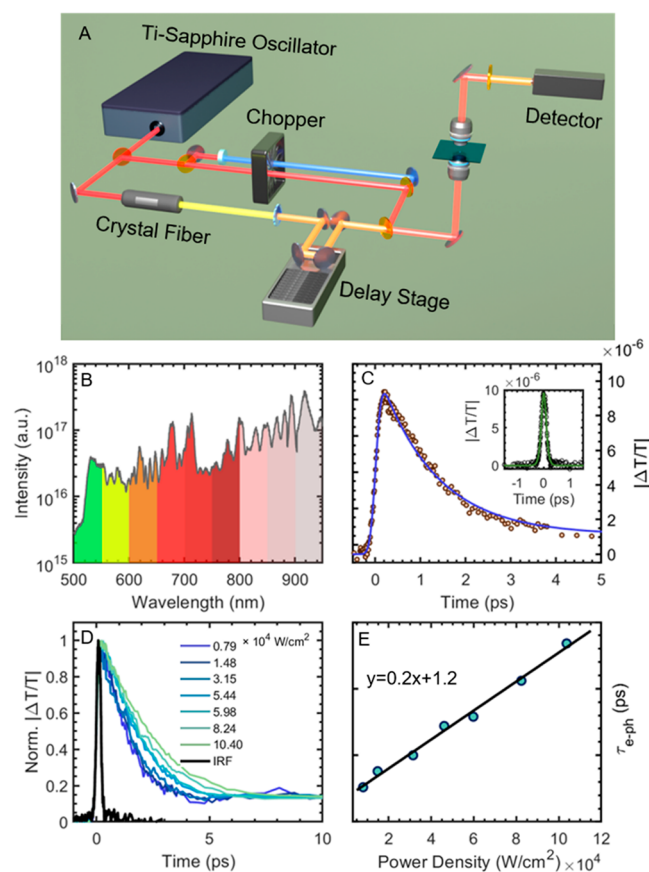 A
Ti-Sapphire Oscillator
Chopper
Detector
Crystal Fiber
Delay Stage
B
10^18
10^17
10^16
10^15
Intensity (a.u.)
500 600 700 800 900
Wavelength (nm)
C
×10^-6
10
8
6
4
2
0
|ΔT/T|
0 1 2 3 4 5
Time (ps)
×10^-6
10
5
0
|ΔT/T|
-1 0 1
Time (ps)
D
1
0.8
0.6
0.4
0.2
0
Norm. |ΔT/T|
0 5 10
Time (ps)
0.79 × 10^4 W/cm^2
1.48
3.15
5.44
5.98
8.24
10.40
IRF
E
y=0.2x+1.2
τe-ph (ps)
2 4 6 8 10 12
Power Density (W/cm^2) ×10^4